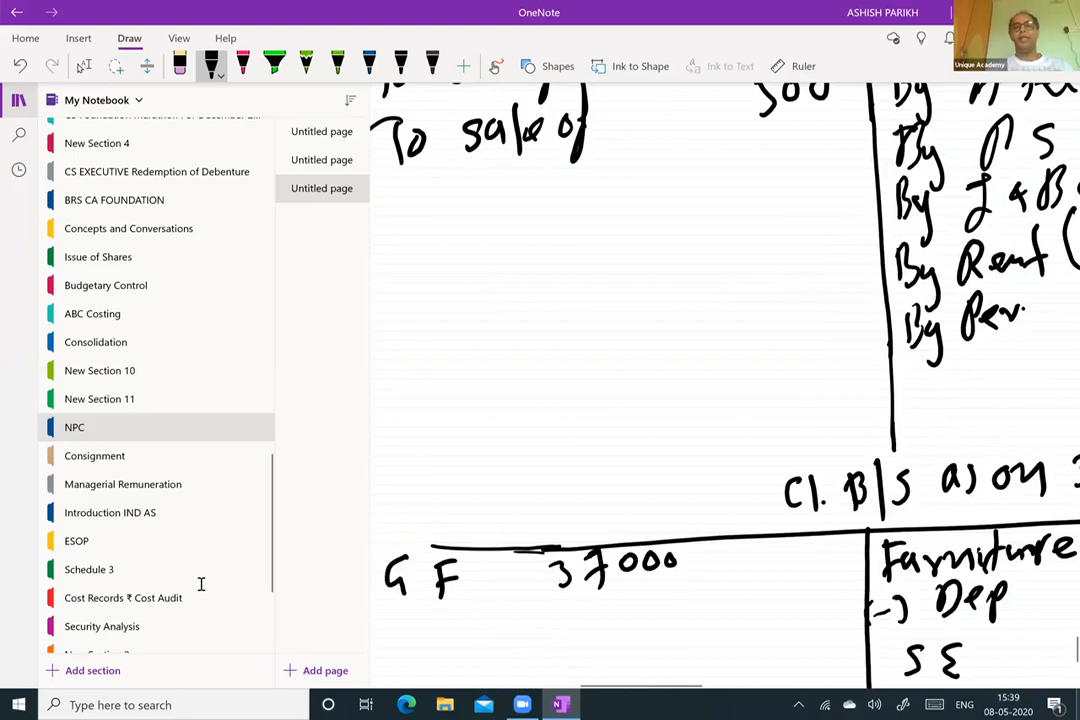 OneNote
ASHISH PARIKH
Home
Insert
Draw
View
Help
Shapes
Ink to Shape
Ink to Text
Ruler
Unique Academy
My Notebook
New Section 4
CS EXECUTIVE Redemption of Debenture
BRS CA FOUNDATION
Concepts and Conversations
Issue of Shares
Budgetary Control
ABC Costing
Consolidation
New Section 10
New Section 11
NPC
Consignment
Managerial Remuneration
Introduction IND AS
ESOP
Schedule 3
Cost Records ₹ Cost Audit
Security Analysis
Add section
Untitled page
Untitled page
Untitled page
Add page
500
To sale of
By
By P S
By L & B
By Rent (
By Per.
Cl. B/S as on 3
G F 37000
Furniture
(-) Dep
S E
Type here to search
ENG
15:39
08-05-2020
1